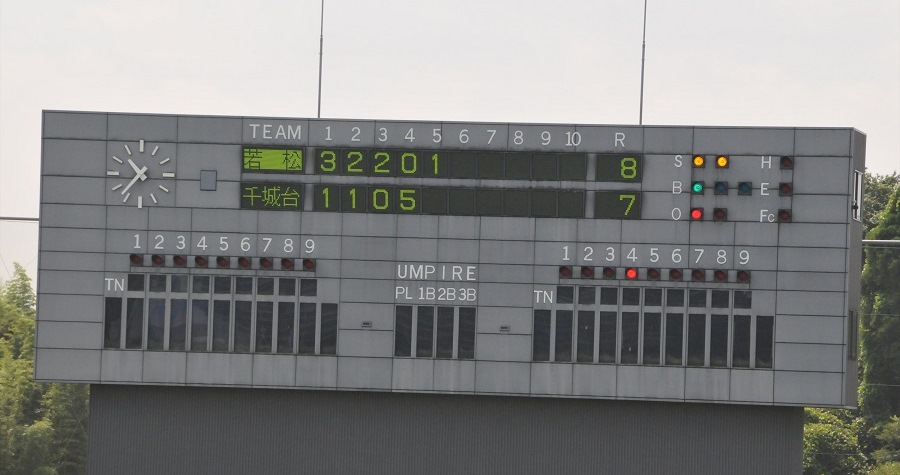 TEAM 1 2 3 4 5 6 7 8 9 10 R
若松 3 2 2 0 1 8
千城台 1 1 0 5 7
S H
B E
O Fc
1 2 3 4 5 6 7 8 9
TN
UMPIRE
PL 1B 2B 3B
1 2 3 4 5 6 7 8 9
TN